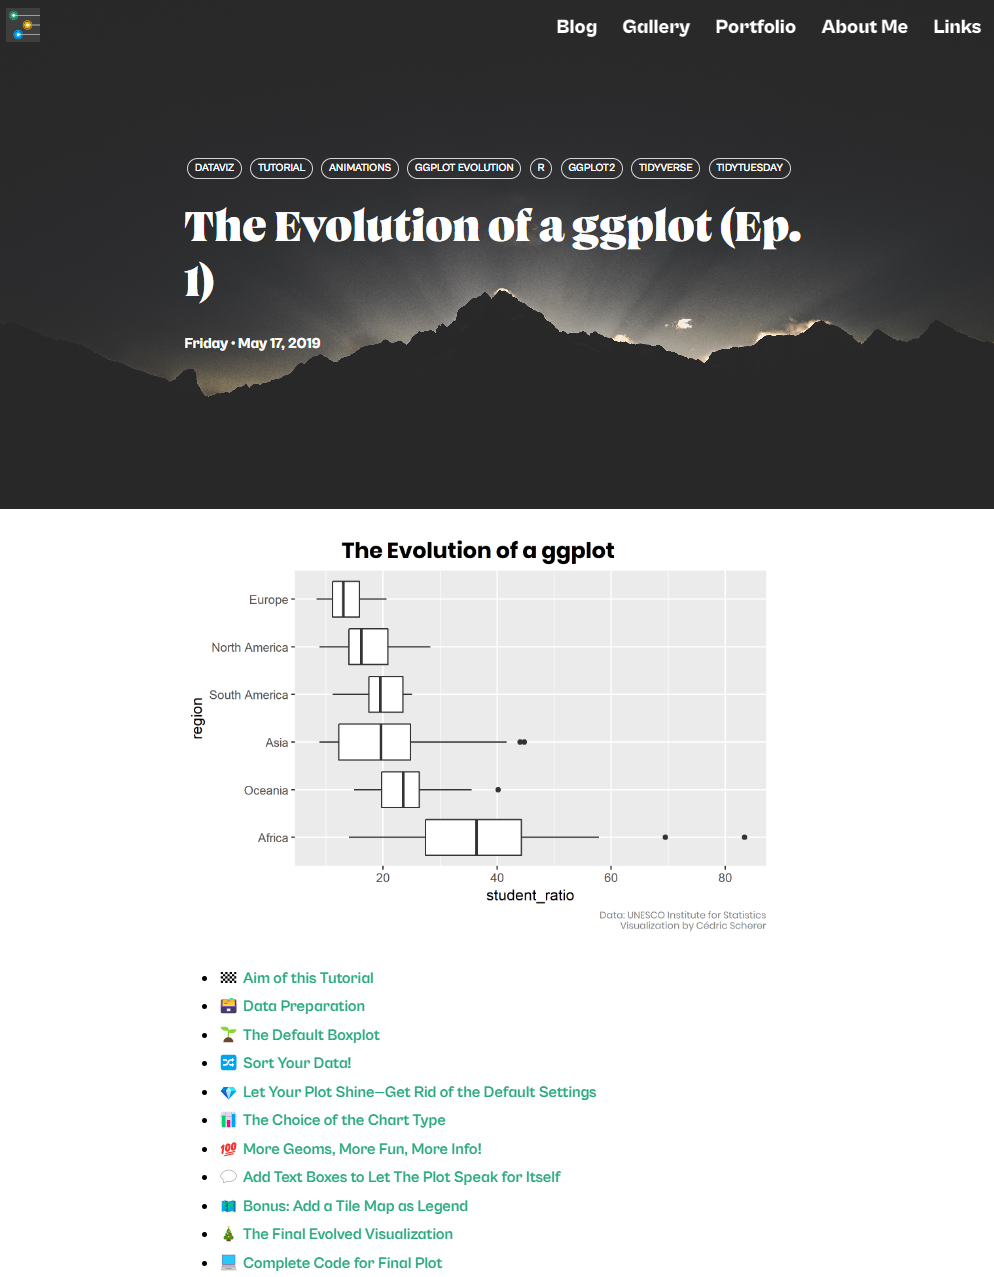 Blog Gallery Portfolio About Me Links
DATAVIZ TUTORIAL ANIMATIONS GGPLOT EVOLUTION R GGPLOT2 TIDYVERSE TIDYTUESDAY
The Evolution of a ggplot (Ep.
1)
Friday • May 17, 2019
The Evolution of a ggplot
region
Europe
North America
South America
Asia
Oceania
Africa
20 40 60 80
student_ratio
Data: UNESCO Institute for Statistics
Visualization by Cédric Scherer
Aim of this Tutorial
Data Preparation
The Default Boxplot
Sort Your Data!
Let Your Plot Shine—Get Rid of the Default Settings
The Choice of the Chart Type
💯 More Geoms, More Fun, More Info!
Add Text Boxes to Let The Plot Speak for Itself
Bonus: Add a Tile Map as Legend
The Final Evolved Visualization
Complete Code for Final Plot